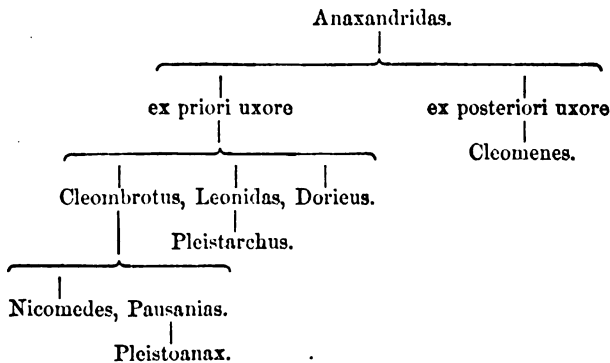 Anaxandridas.
ex priori uxore ex posteriori uxore
Cleomenes.
Cleombrotus, Leonidas, Dorieus.
Pleistarchus.
Nicomedes, Pausanias.
Pleistoanax.